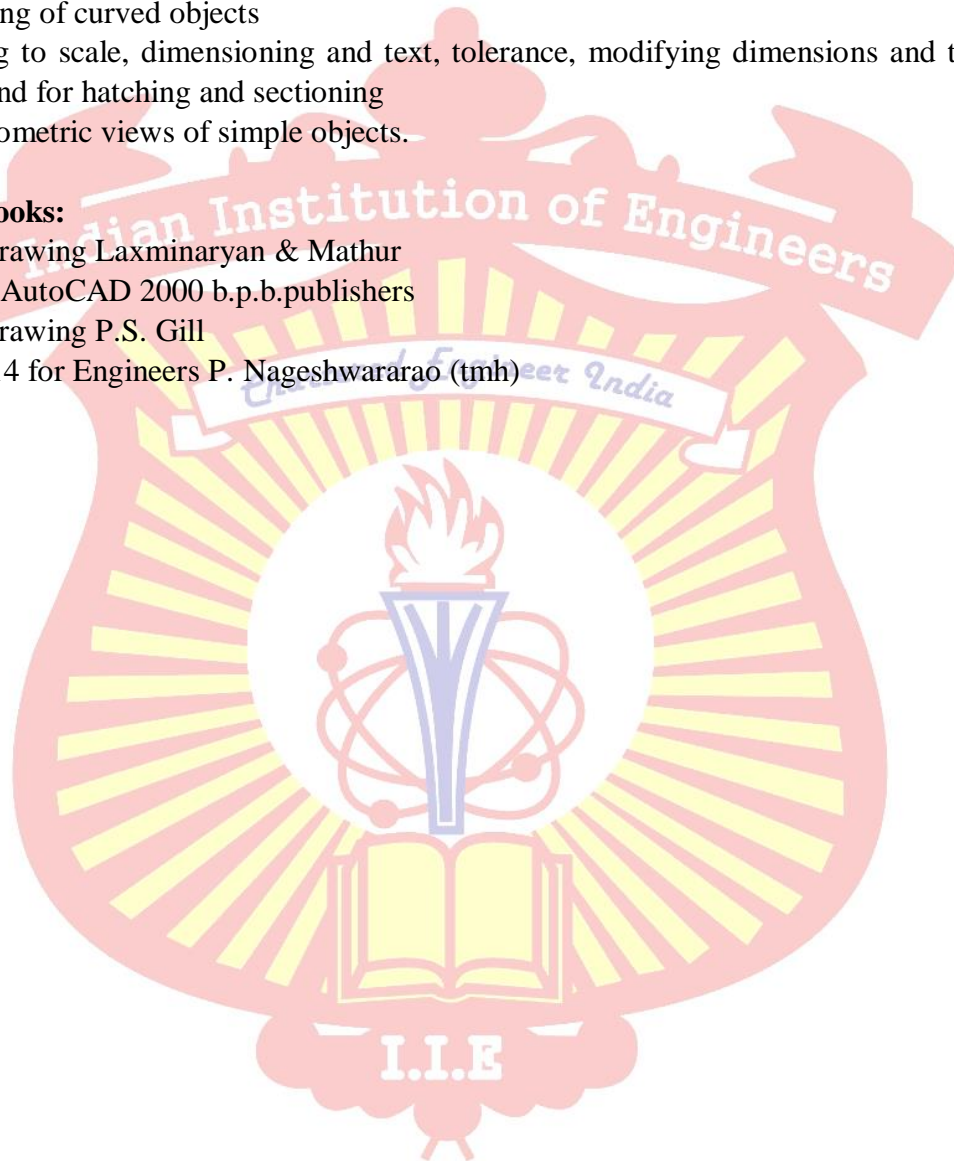 ng of curved objects
g to scale, dimensioning and text, tolerance, modifying dimensions and t
nd for hatching and sectioning
ometric views of simple objects.
ooks:
rawing Laxminaryan & Mathur
AutoCAD 2000 b.p.b.publishers
rawing P.S. Gill
4 for Engineers P. Nageshwararao (tmh)
Indian Institution of Engineers
Chartered Engineer India
I.I.E